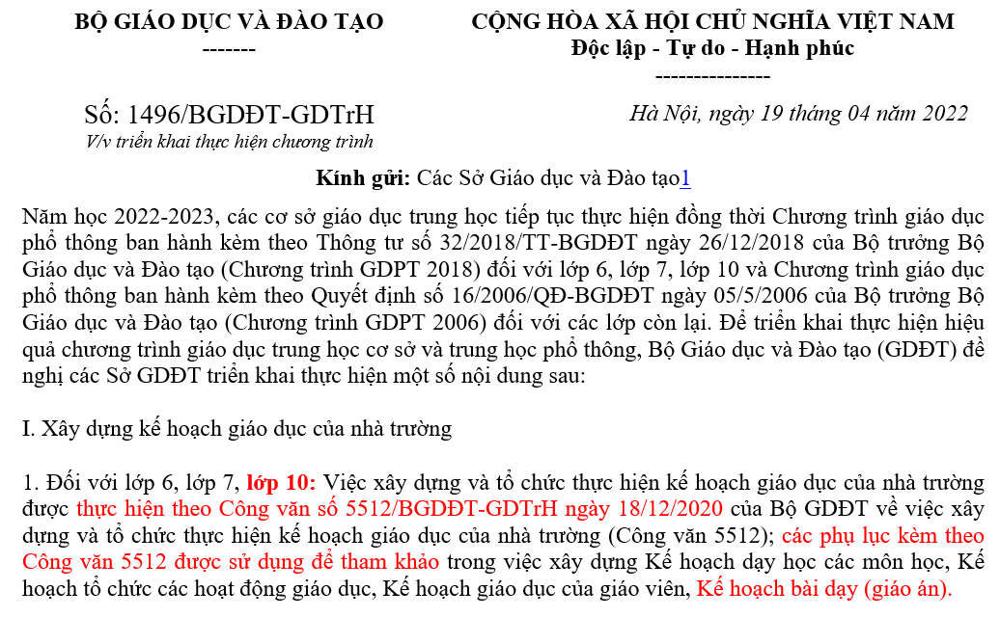 BỘ GIÁO DỤC VÀ ĐÀO TẠO
-------
CỘNG HÒA XÃ HỘI CHỦ NGHĨA VIỆT NAM
Độc lập - Tự do - Hạnh phúc
---------------
Số: 1496/BGDĐT-GDTrH
V/v triển khai thực hiện chương trình
Hà Nội, ngày 19 tháng 04 năm 2022
Kính gửi: Các Sở Giáo dục và Đào tạo1
Năm học 2022-2023, các cơ sở giáo dục trung học tiếp tục thực hiện đồng thời Chương trình giáo dục
phổ thông ban hành kèm theo Thông tư số 32/2018/TT-BGDĐT ngày 26/12/2018 của Bộ trưởng Bộ
Giáo dục và Đào tạo (Chương trình GDPT 2018) đối với lớp 6, lớp 7, lớp 10 và Chương trình giáo dục
phổ thông ban hành kèm theo Quyết định số 16/2006/QĐ-BGDĐT ngày 05/5/2006 của Bộ trưởng Bộ
Giáo dục và Đào tạo (Chương trình GDPT 2006) đối với các lớp còn lại. Để triển khai thực hiện hiệu
quả chương trình giáo dục trung học cơ sở và trung học phổ thông, Bộ Giáo dục và Đào tạo (GDĐT) đề
nghị các Sở GDĐT triển khai thực hiện một số nội dung sau:
I. Xây dựng kế hoạch giáo dục của nhà trường
1. Đối với lớp 6, lớp 7, lớp 10: Việc xây dựng và tổ chức thực hiện kế hoạch giáo dục của nhà trường
được thực hiện theo Công văn số 5512/BGDĐT-GDTrH ngày 18/12/2020 của Bộ GDĐT về việc xây
dựng và tổ chức thực hiện kế hoạch giáo dục của nhà trường (Công văn 5512); các phụ lục kèm theo
Công văn 5512 được sử dụng để tham khảo trong việc xây dựng Kế hoạch dạy học các môn học, Kế
hoạch tổ chức các hoạt động giáo dục, Kế hoạch giáo dục của giáo viên, Kế hoạch bài dạy (giáo án).